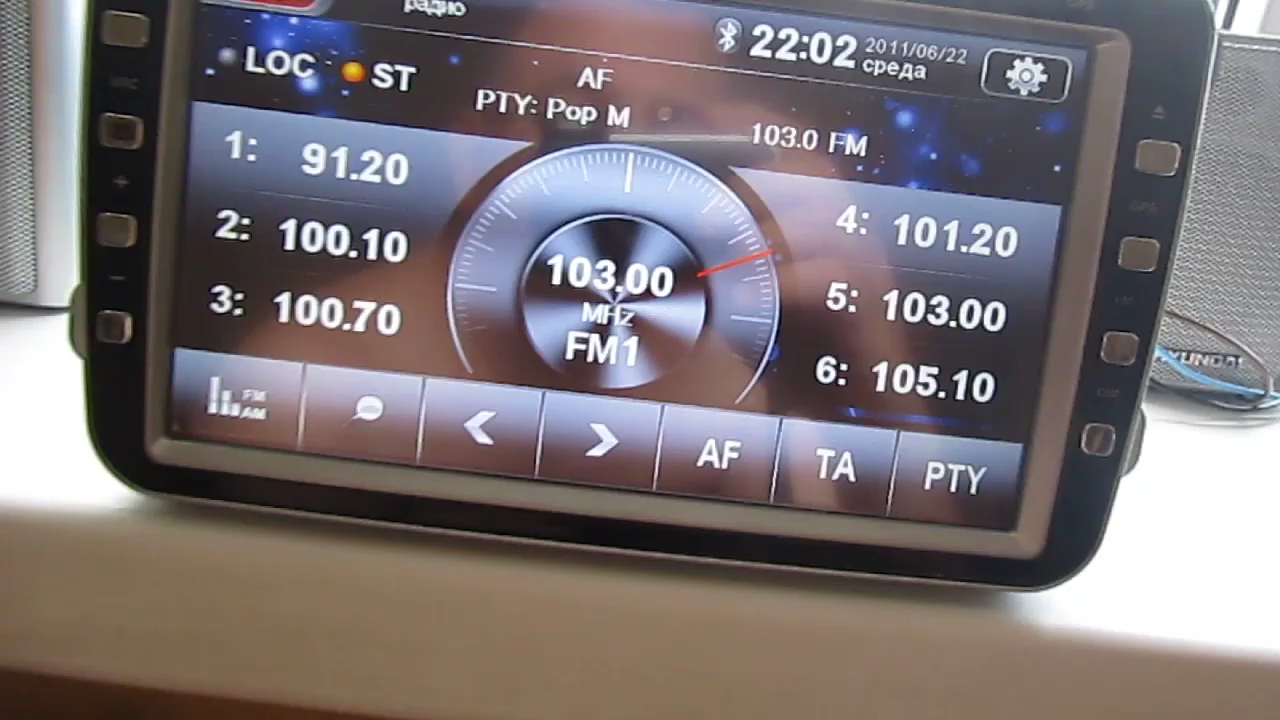 радио
22:02
2011/06/22
среда
LOC
ST
AF
PTY: Pop M
103.0 FM
1: 91.20
2: 100.10
3: 100.70
103.00
MHz
FM1
4: 101.20
5: 103.00
6: 105.10
FM
AM
AF
TA
PTY
HYUNDAI